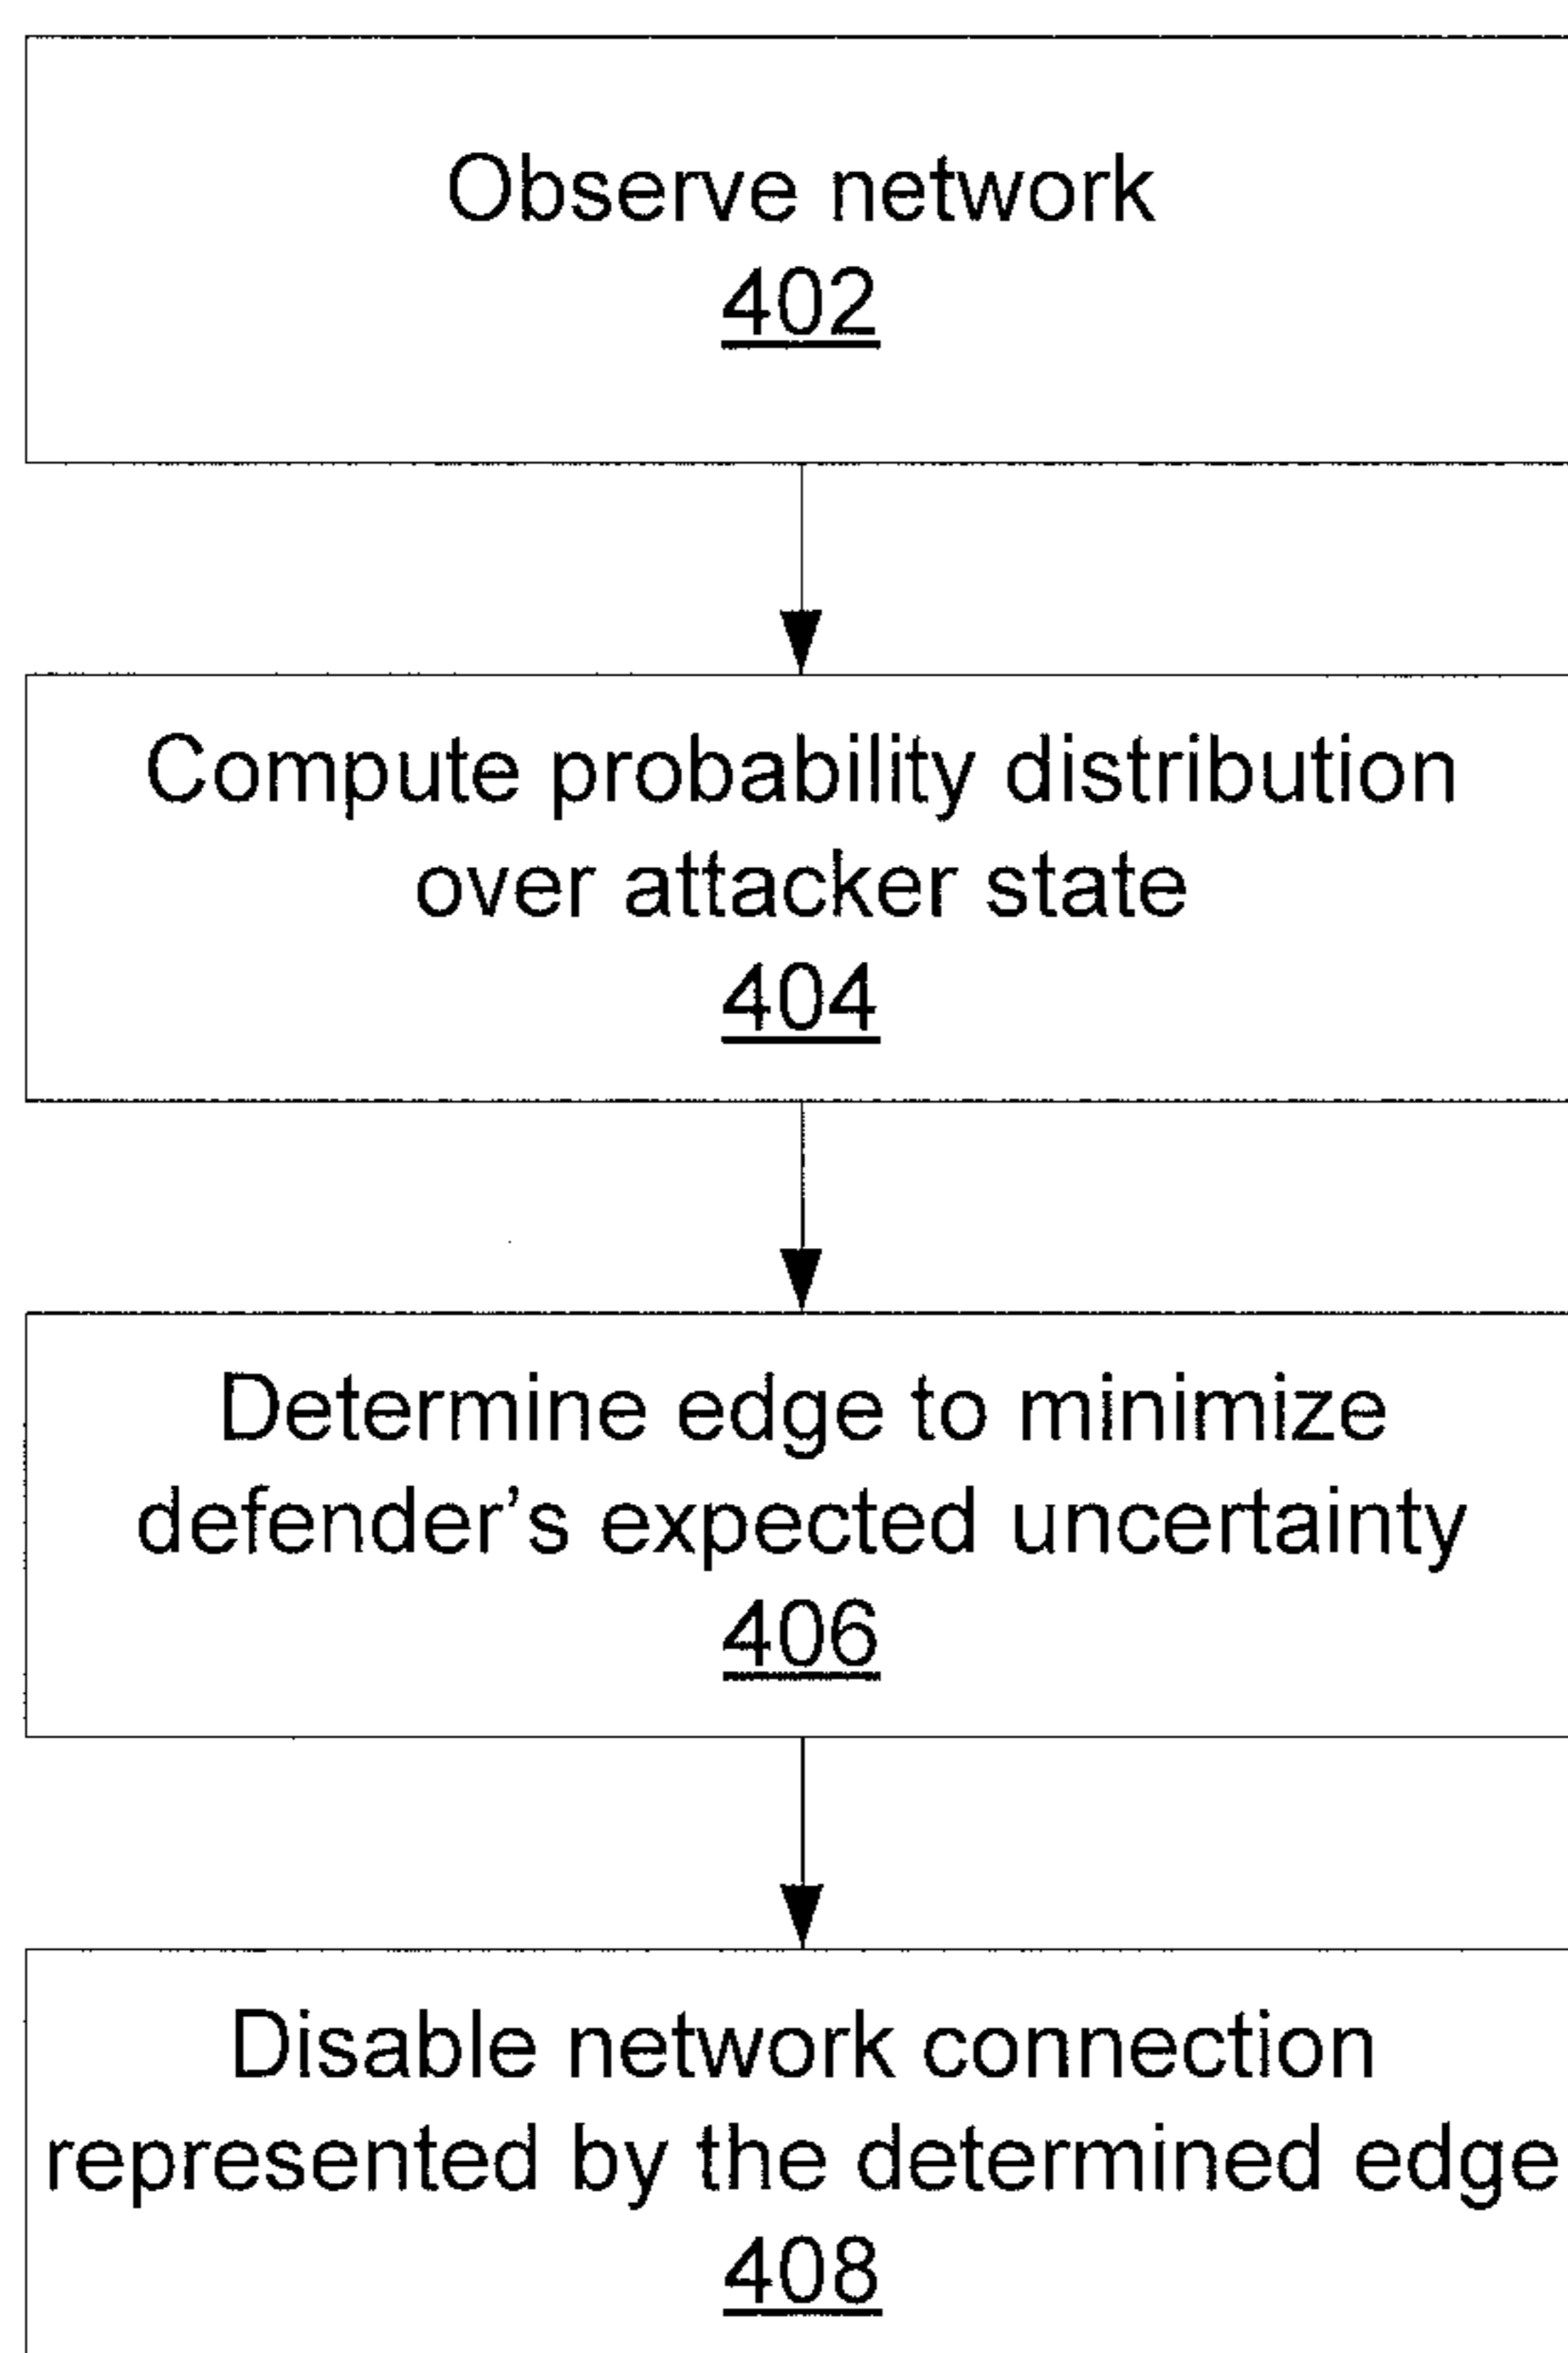 Observe network
402
Compute probability distribution
over attacker state
404
Determine edge to minimize
defender's expected uncertainty
406
Disable network connection
represented by the determined edge
408